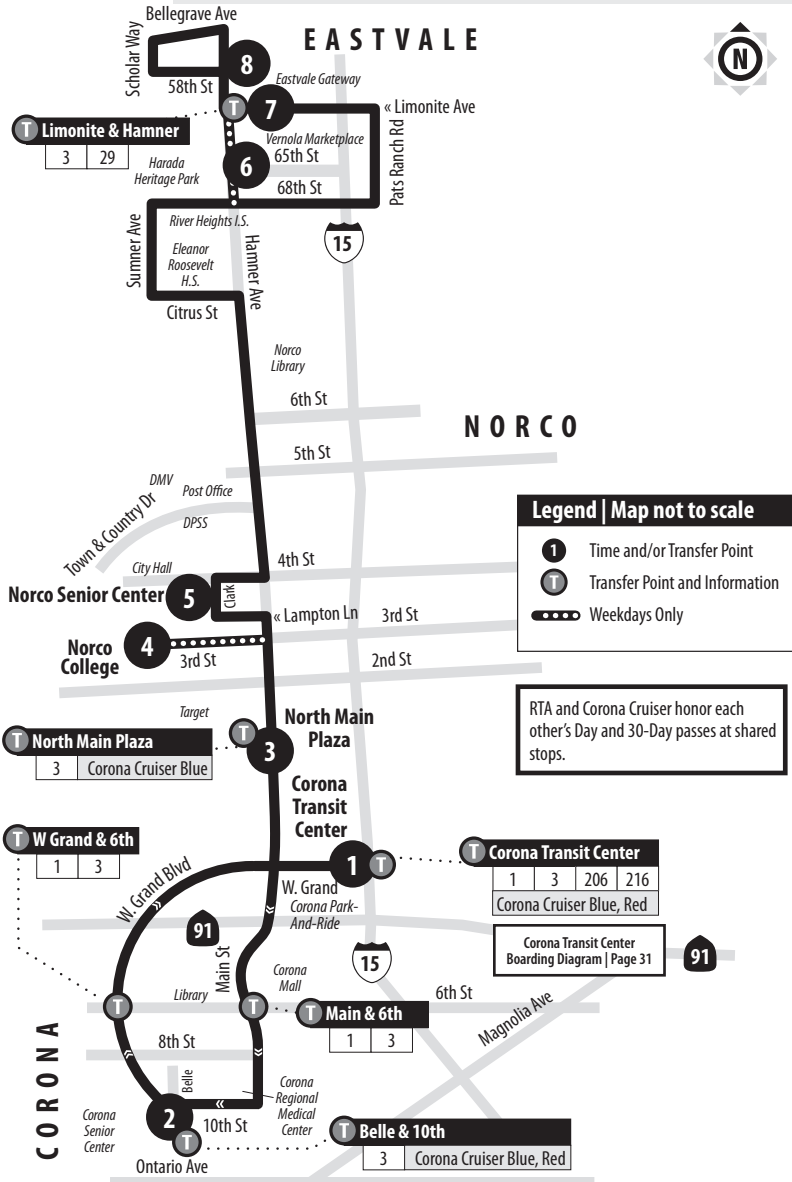 Bellegrave Ave
EASTVALE
N
Scholar Way
8
58th St
Eastvale Gateway
T
7
« Limonite Ave
T Limonite & Hamner
3 29
Vernola Marketplace
65th St
Pats Ranch Rd
Harada
Heritage Park
6
68th St
River Heights I.S.
Sumner Ave
Eleanor
Roosevelt
H.S.
Hamner Ave
15
Citrus St
Norco
Library
6th St
NORCO
5th St
DMV
Post Office
Town & Country Dr
DPSS
Legend | Map not to scale
1 Time and/or Transfer Point
T Transfer Point and Information
Weekdays Only
4th St
City Hall
Norco Senior Center
5
Clark
« Lampton Ln
3rd St
Norco
College
4
3rd St
2nd St
RTA and Corona Cruiser honor each
other's Day and 30-Day passes at shared
stops.
Target
North Main
Plaza
T
3
T North Main Plaza
3 Corona Cruiser Blue
Corona
Transit
Center
1
T
T W Grand & 6th
1 3
T Corona Transit Center
1 3 206 216
Corona Cruiser Blue, Red
W. Grand Blvd
W. Grand
Corona Park-
And-Ride
91
Corona Transit Center
Boarding Diagram | Page 31
91
Main St
15
Corona
Mall
Library
6th St
T
T
T Main & 6th
1 3
Magnolia Ave
CORONA
8th St
Belle
Corona
Regional
Medical
Center
Corona
Senior
Center
2
10th St
T
T Belle & 10th
3 Corona Cruiser Blue, Red
Ontario Ave